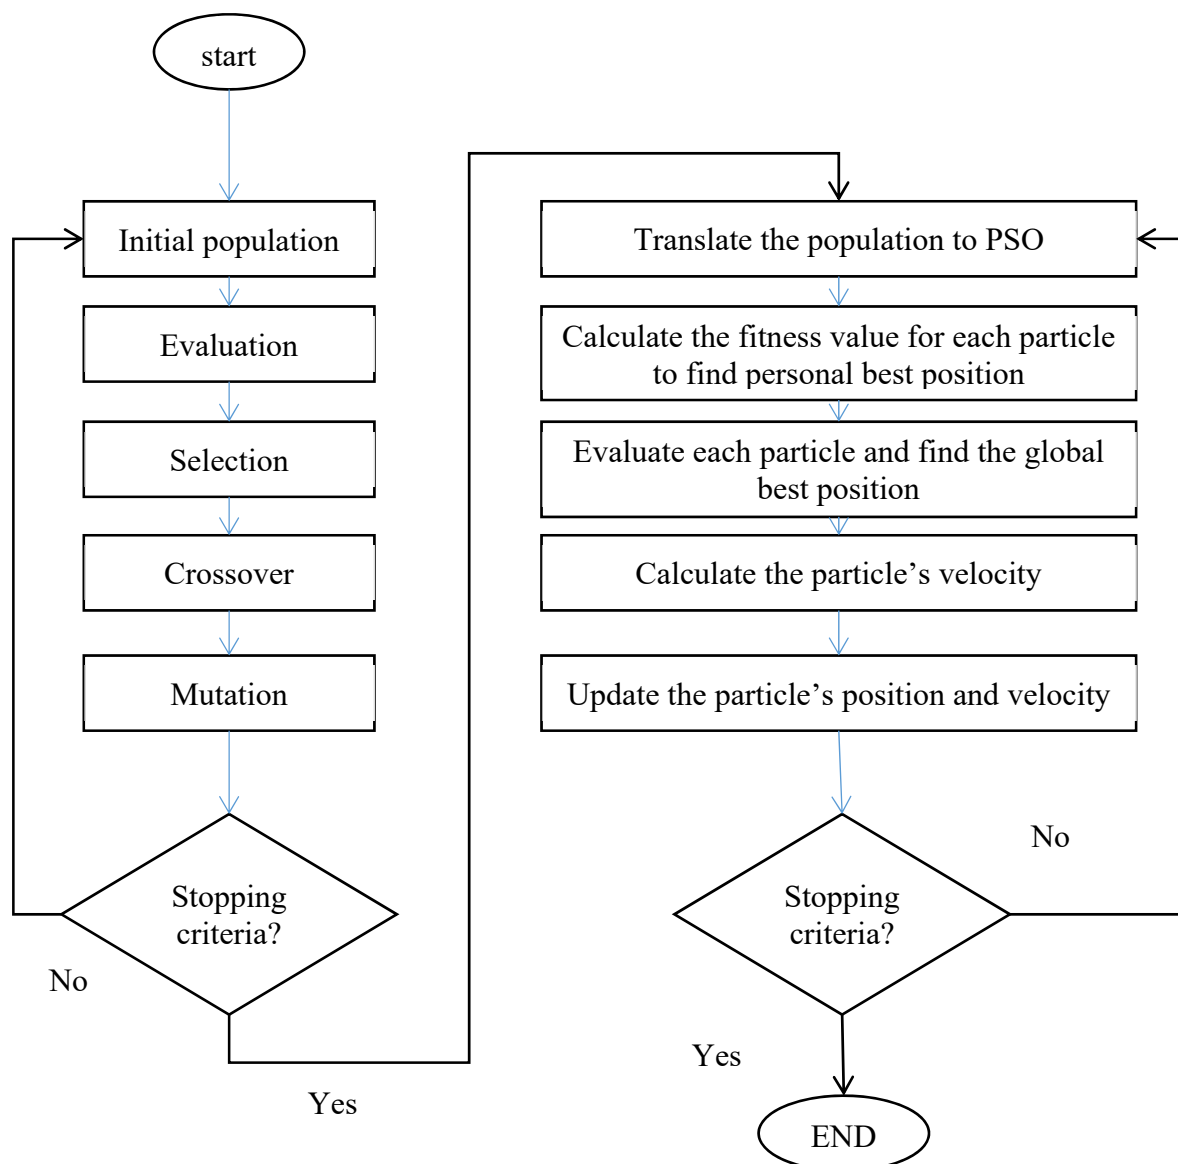 start
Initial population
Evaluation
Selection
Crossover
Mutation
Stopping
criteria?
No
Yes
Translate the population to PSO
Calculate the fitness value for each particle
to find personal best position
Evaluate each particle and find the global
best position
Calculate the particle’s velocity
Update the particle’s position and velocity
Stopping
criteria?
No
Yes
END